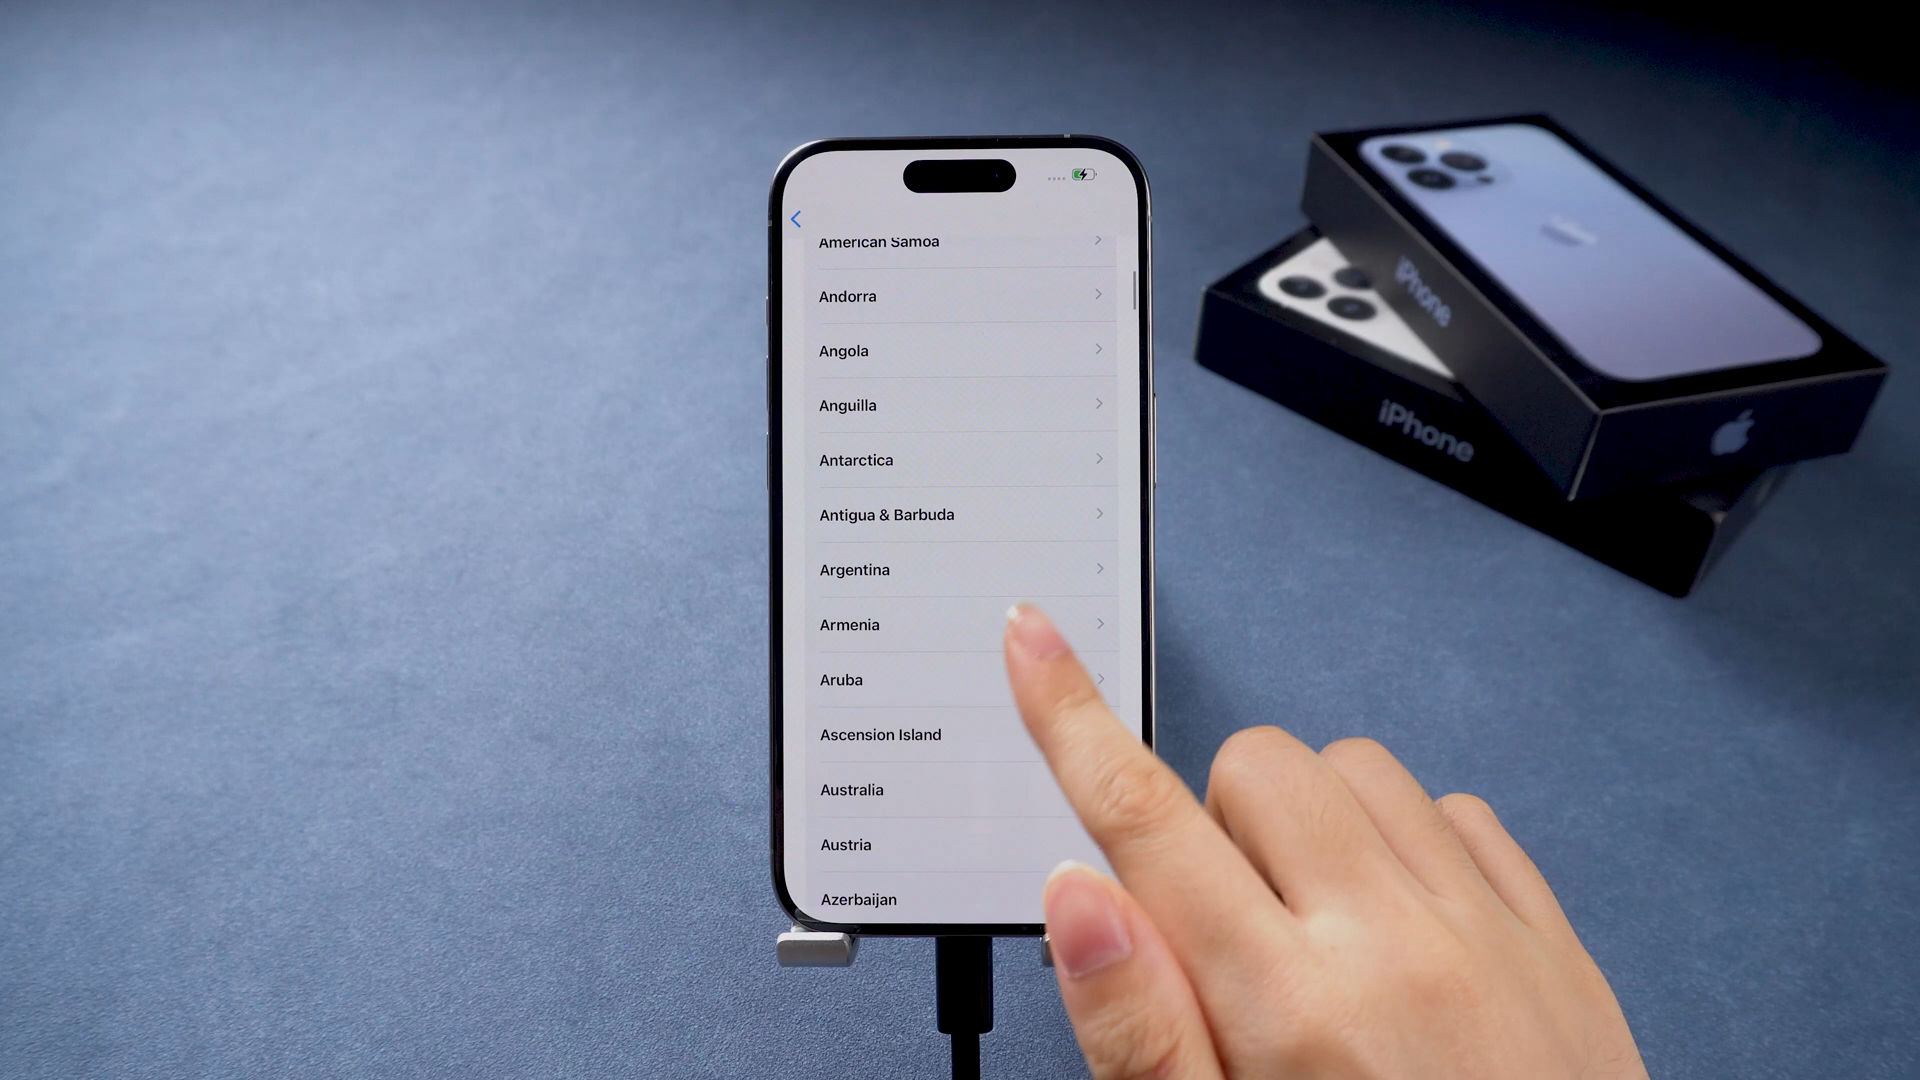 American Samoa
Andorra
Angola
Anguilla
Antarctica
Antigua & Barbuda
Argentina
Armenia
Aruba
Ascension Island
Australia
Austria
Azerbaijan
iPhone
iPhone